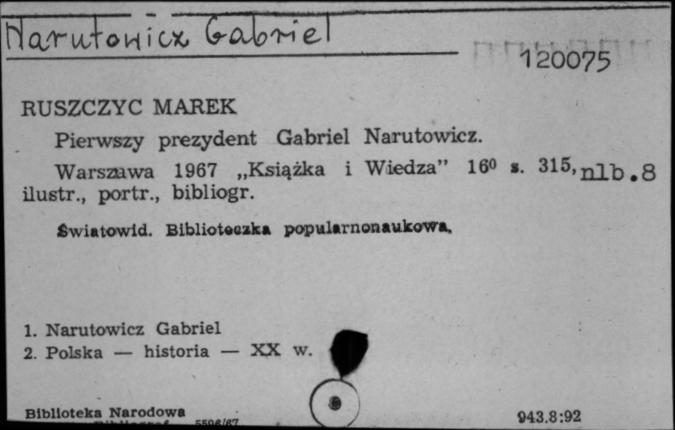 Narutowicz Gabriel
120075
RUSZCZYC MAREK
Pierwszy prezydent Gabriel Narutowicz.
Warszawa 1967 „Książka i Wiedza” 16⁰ s. 315, nlb.8
ilustr., portr., bibliogr.
Światowid. Biblioteczka popularnonaukowa.
1. Narutowicz Gabriel
2. Polska — historia — XX w.
Biblioteka Narodowa
943.8:92